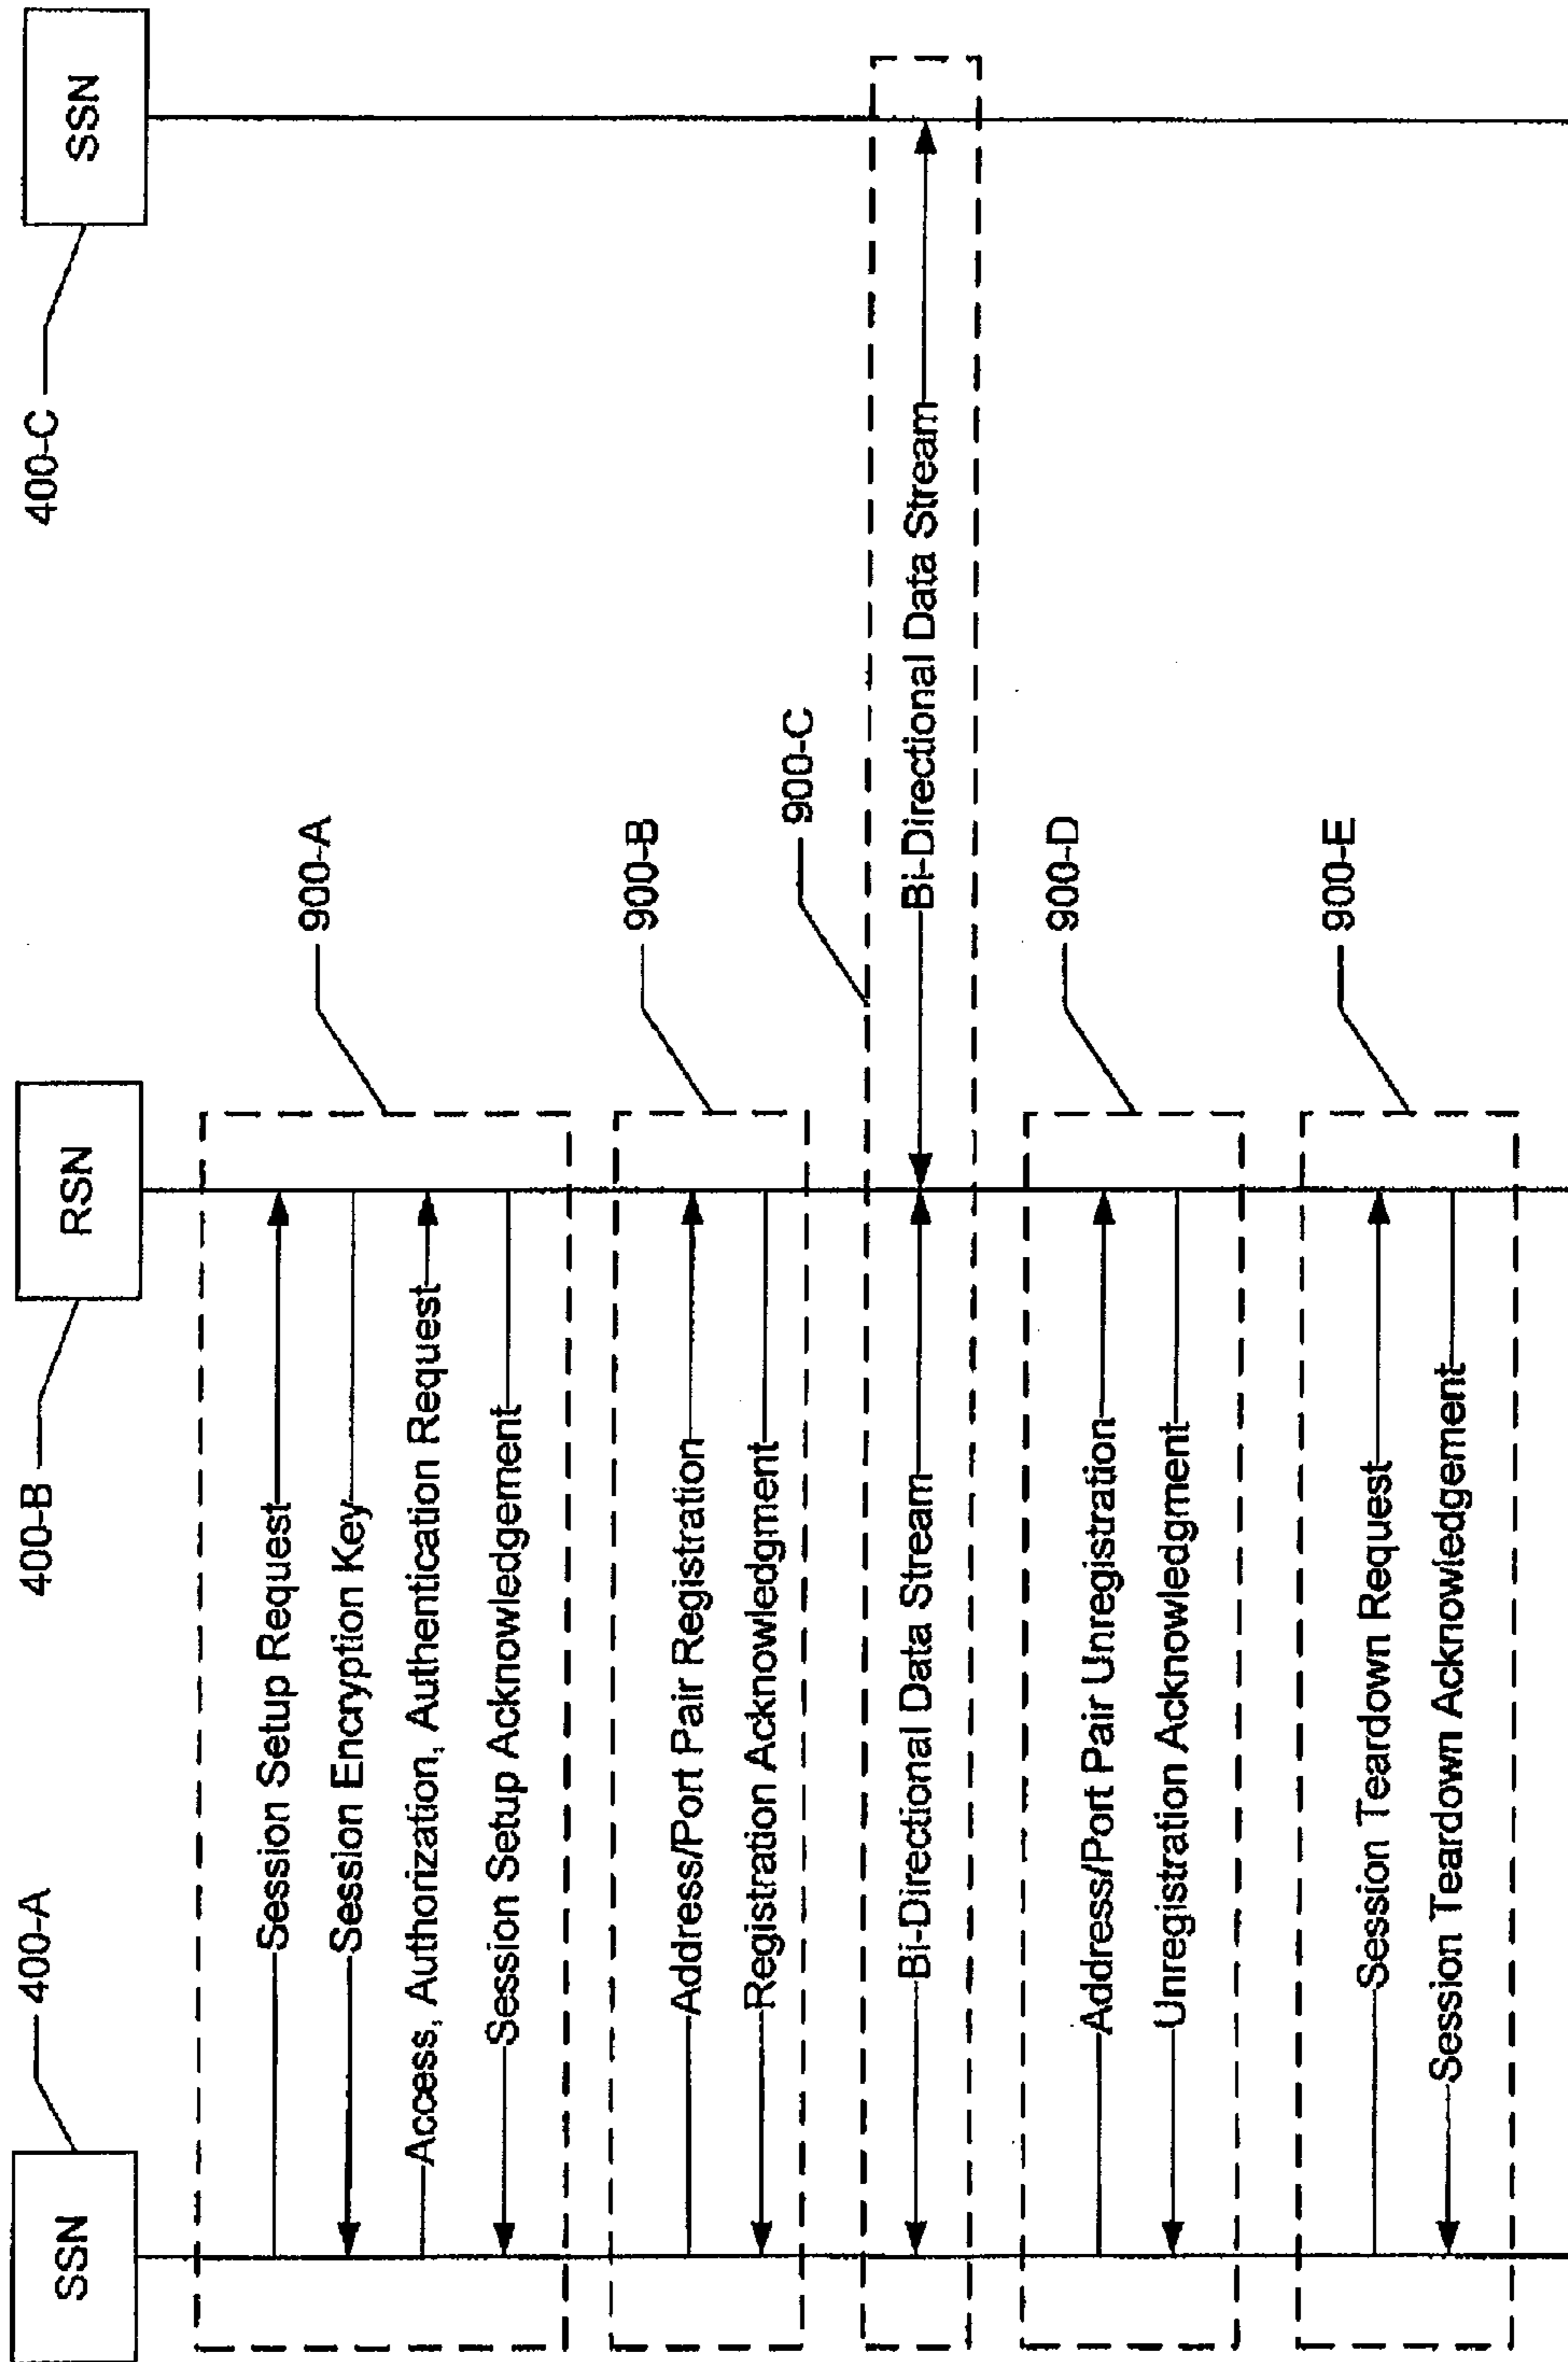 SSN
400-A
RSN
400-B
SSN
400-C
900-A
Session Setup Request
Session Encryption Key
Access, Authorization, Authentication Request
Session Setup Acknowledgement
900-B
Address/Port Pair Registration
Registration Acknowledgment
900-C
Bi-Directional Data Stream
Bi-Directional Data Stream
900-D
Address/Port Pair Unregistration
Unregistration Acknowledgment
900-E
Session Teardown Request
Session Teardown Acknowledgement